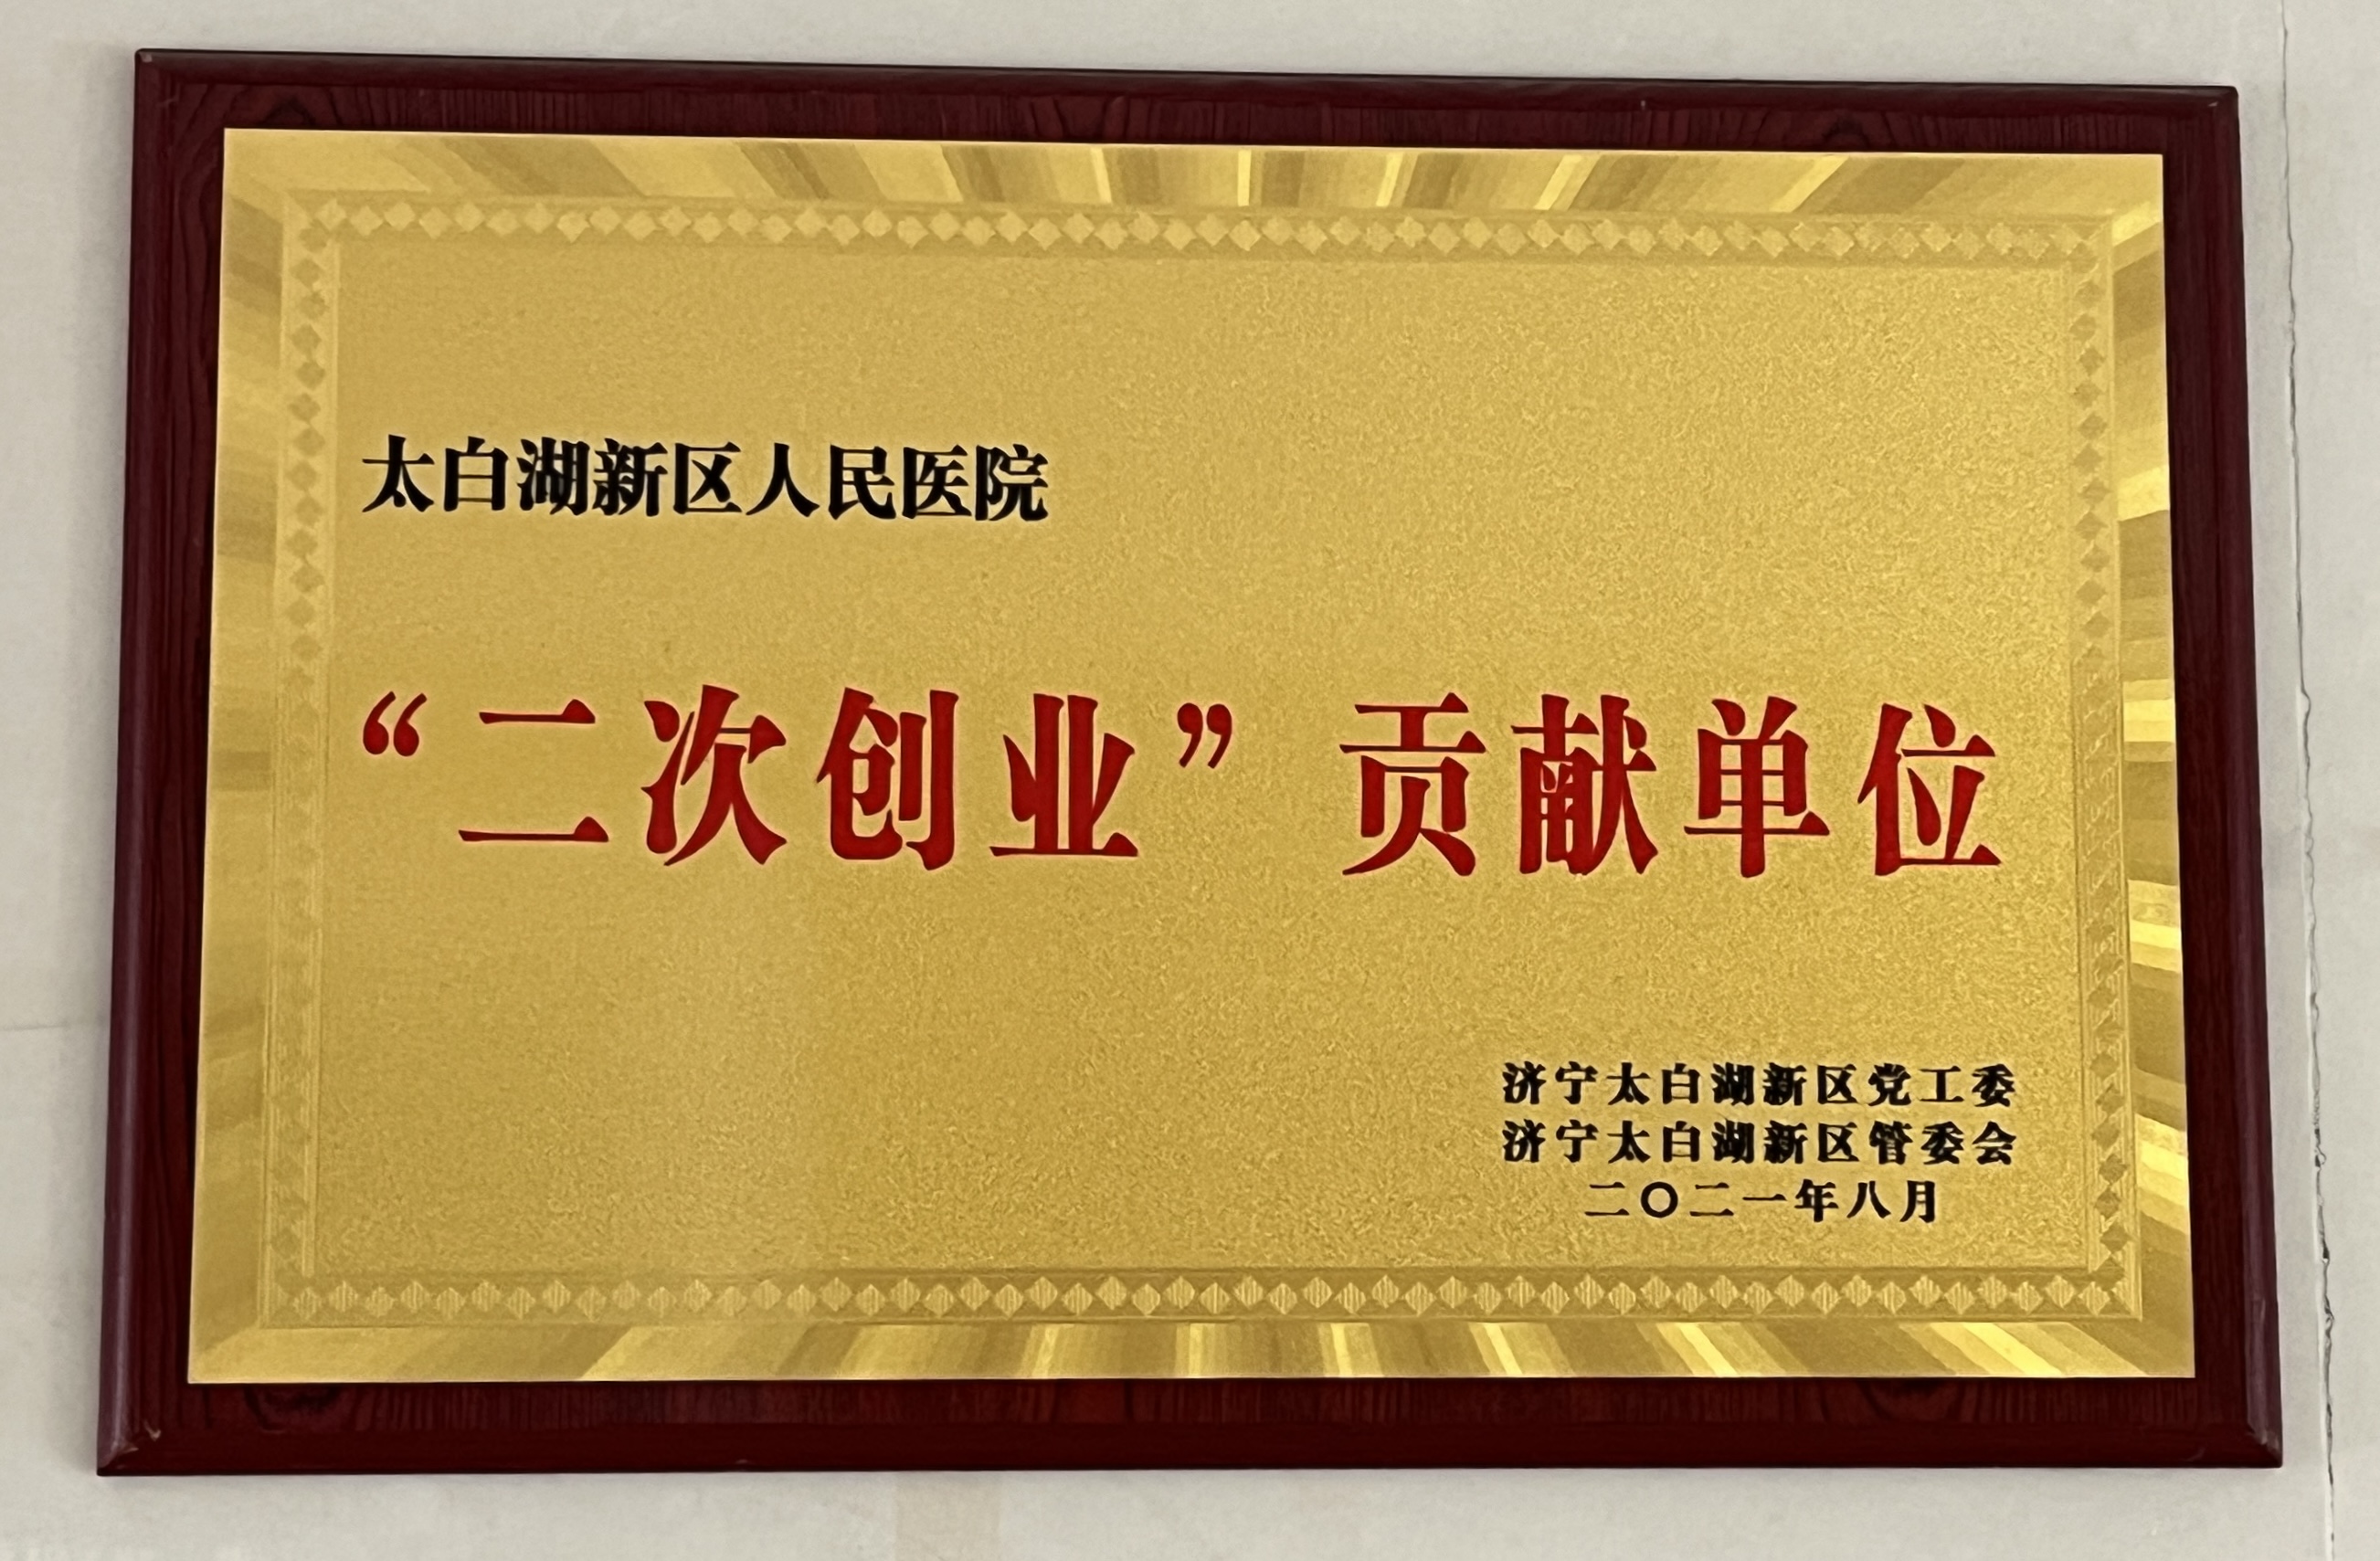 太白湖新区人民医院
“二次创业”贡献单位
济宁太白湖新区党工委
济宁太白湖新区管委会
二〇二一年八月